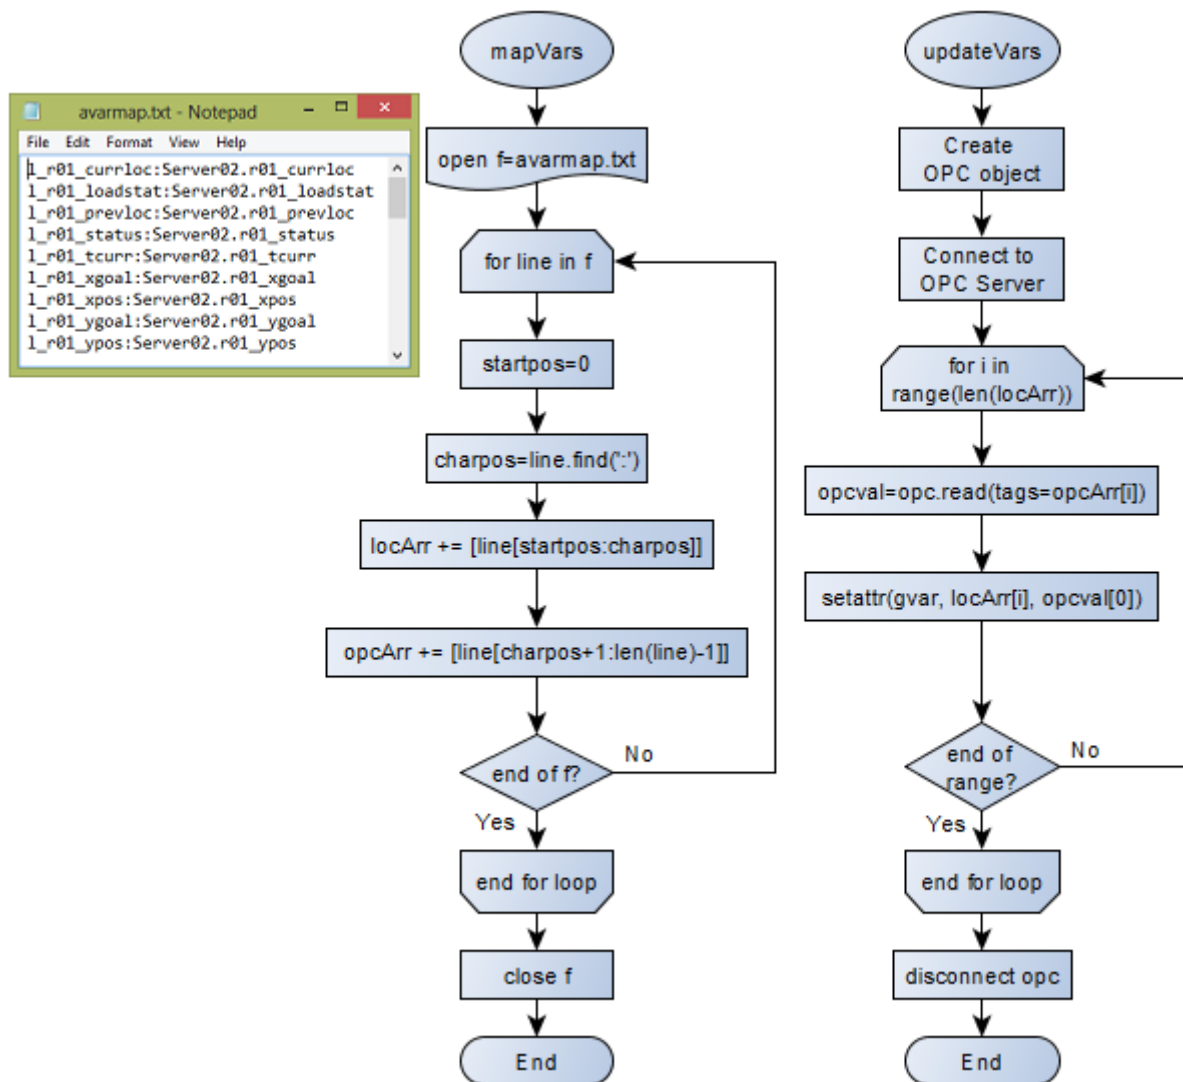 avarmap.txt - Notepad
File Edit Format View Help
l_r01_currloc:Server02.r01_currloc
l_r01_loadstat:Server02.r01_loadstat
l_r01_prevloc:Server02.r01_prevloc
l_r01_status:Server02.r01_status
l_r01_tcurr:Server02.r01_tcurr
l_r01_xgoal:Server02.r01_xgoal
l_r01_xpos:Server02.r01_xpos
l_r01_ygoal:Server02.r01_ygoal
l_r01_ypos:Server02.r01_ypos
mapVars
open f=avarmap.txt
for line in f
startpos=0
charpos=line.find(':')
locArr += [line[startpos:charpos]]
opcArr += [line[charpos+1:len(line)-1]]
end of f?
No
Yes
end for loop
close f
End
updateVars
Create
OPC object
Connect to
OPC Server
for i in
range(len(locArr))
opcval=opc.read(tags=opcArr[i])
setattr(gvar, locArr[i], opcval[0])
end of
range?
No
Yes
end for loop
disconnect opc
End